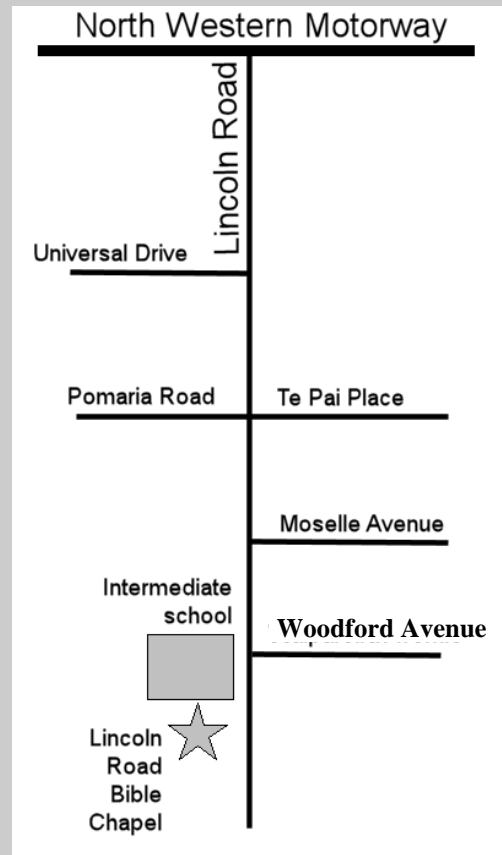 North Western Motorway
Lincoln Road
Universal Drive
Pomaria Road
Te Pai Place
Moselle Avenue
Intermediate
school
Woodford Avenue
Lincoln
Road
Bible
Chapel